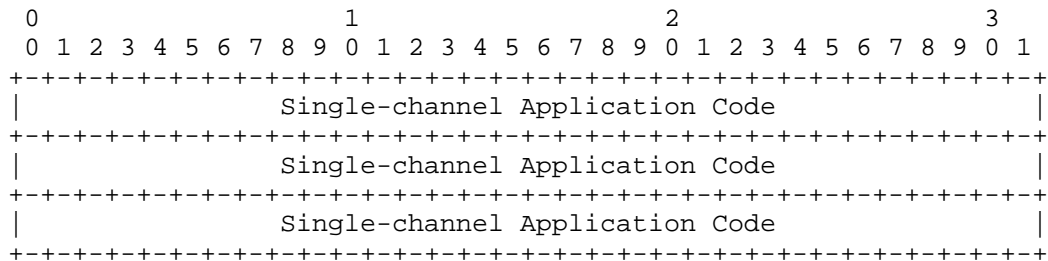 0                   1                   2                   3
 0 1 2 3 4 5 6 7 8 9 0 1 2 3 4 5 6 7 8 9 0 1 2 3 4 5 6 7 8 9 0 1
+-+-+-+-+-+-+-+-+-+-+-+-+-+-+-+-+-+-+-+-+-+-+-+-+-+-+-+-+-+-+-+-+
|                Single-channel Application Code                |
+-+-+-+-+-+-+-+-+-+-+-+-+-+-+-+-+-+-+-+-+-+-+-+-+-+-+-+-+-+-+-+-+
|                Single-channel Application Code                |
+-+-+-+-+-+-+-+-+-+-+-+-+-+-+-+-+-+-+-+-+-+-+-+-+-+-+-+-+-+-+-+-+
|                Single-channel Application Code                |
+-+-+-+-+-+-+-+-+-+-+-+-+-+-+-+-+-+-+-+-+-+-+-+-+-+-+-+-+-+-+-+-+